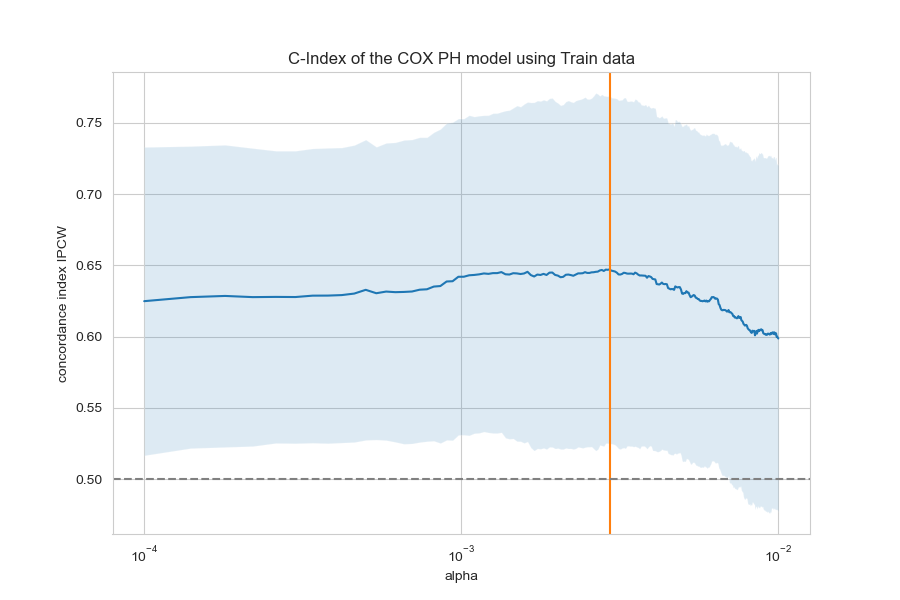 C-Index of the COX PH model using Train data
concordance index IPCW
0.75
0.70
0.65
0.60
0.55
0.50
10⁻⁴ 10⁻³ 10⁻²
alpha